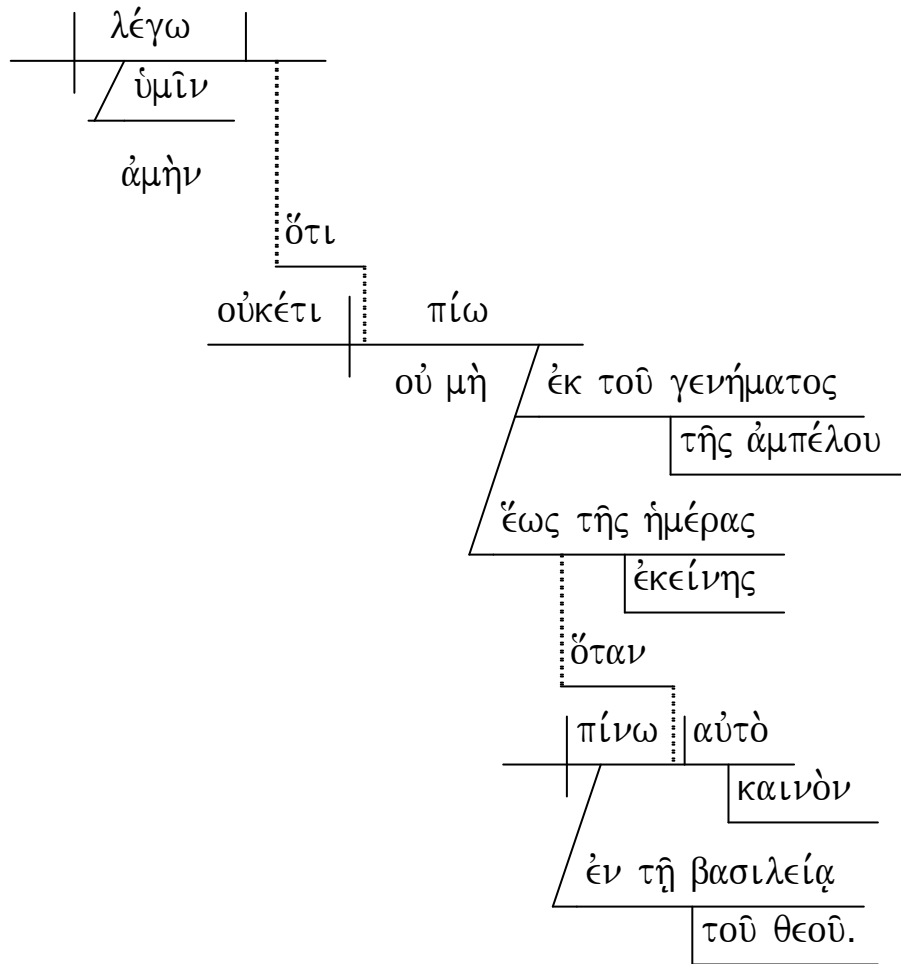 λέγω
ὑμῖν
ἀμὴν
ὅτι
οὐκέτι πίω
οὐ μὴ ἐκ τοῦ γενήματος
τῆς ἀμπέλου
ἕως τῆς ἡμέρας
ἐκείνης
ὅταν
πίνω αὐτὸ
καινὸν
ἐν τῇ βασιλείᾳ
τοῦ θεοῦ.